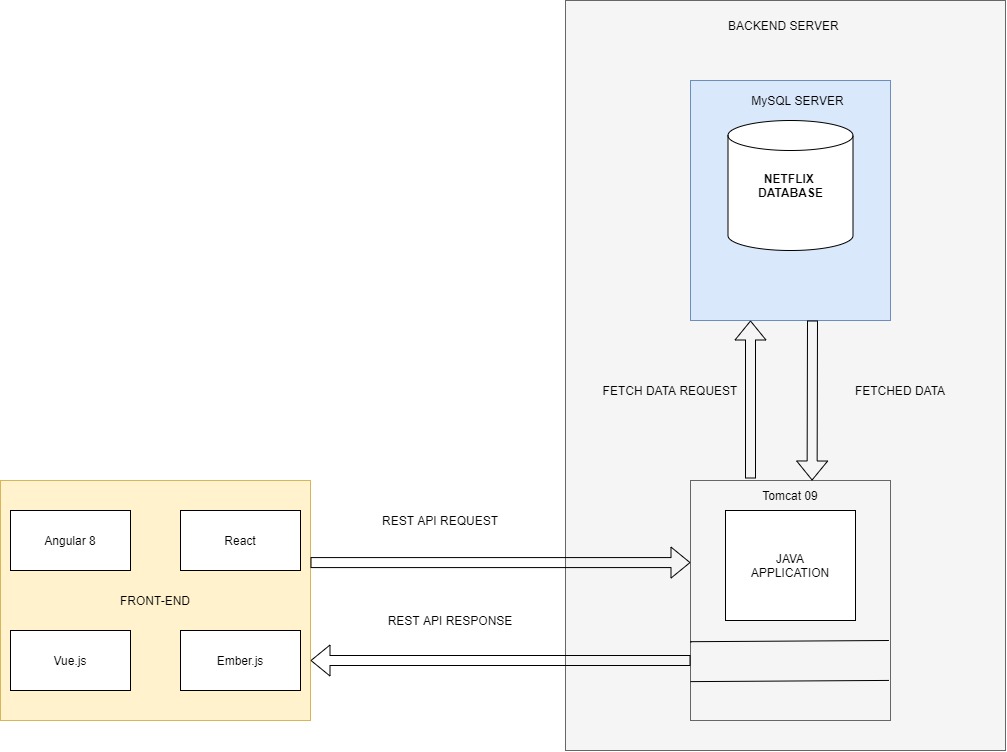 BACKEND SERVER
MySQL SERVER
NETFLIX
DATABASE
FETCH DATA REQUEST
FETCHED DATA
Tomcat 09
JAVA
APPLICATION
REST API REQUEST
REST API RESPONSE
Angular 8
React
FRONT-END
Vue.js
Ember.js